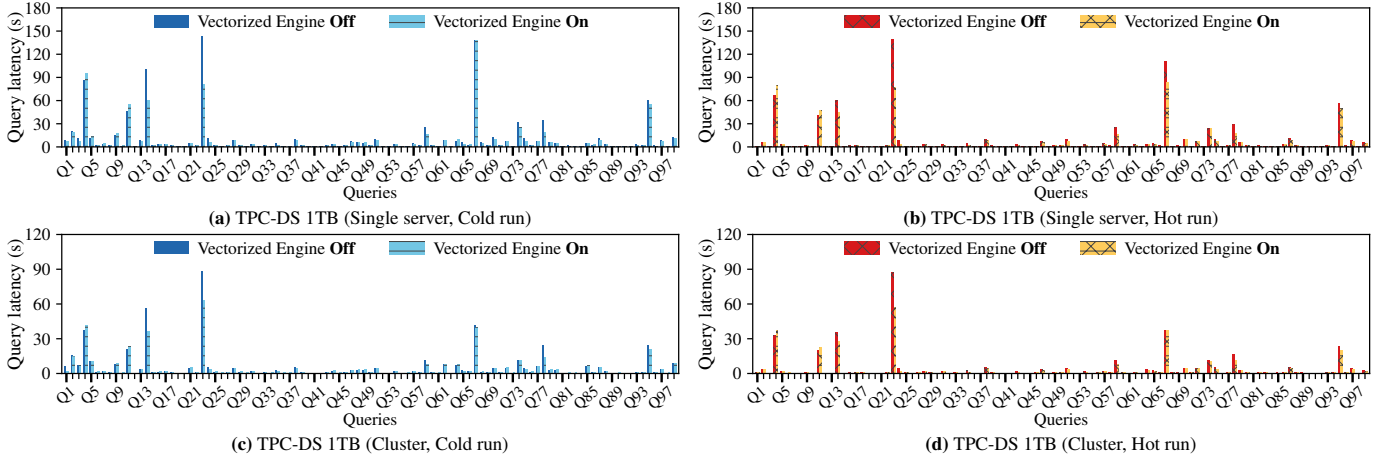 Query latency (s)
180
150
120
90
60
30
0
Vectorized Engine Off
Vectorized Engine On
Q1 Q5 Q9 Q13 Q21 Q25 Q29 Q33 Q37 Q41 Q45 Q49 Q53 Q57 Q61 Q65 Q69 Q73 Q77 Q81 Q85 Q89 Q93 Q97
Queries
(a) TPC-DS 1TB (Single server, Cold run)
Query latency (s)
180
150
120
90
60
30
0
Vectorized Engine Off
Vectorized Engine On
Q1 Q5 Q9 Q13 Q21 Q25 Q29 Q33 Q37 Q41 Q45 Q49 Q53 Q57 Q61 Q65 Q69 Q73 Q77 Q81 Q85 Q89 Q93 Q97
Queries
(b) TPC-DS 1TB (Single server, Hot run)
Query latency (s)
120
90
60
30
0
Vectorized Engine Off
Vectorized Engine On
Q1 Q5 Q9 Q13 Q21 Q25 Q29 Q33 Q37 Q41 Q45 Q49 Q53 Q57 Q61 Q65 Q69 Q73 Q77 Q81 Q85 Q89 Q93 Q97
Queries
(c) TPC-DS 1TB (Cluster, Cold run)
Query latency (s)
120
90
60
30
0
Vectorized Engine Off
Vectorized Engine On
Q1 Q5 Q9 Q13 Q21 Q25 Q29 Q33 Q37 Q41 Q45 Q49 Q53 Q57 Q61 Q65 Q69 Q73 Q77 Q81 Q85 Q89 Q93 Q97
Queries
(d) TPC-DS 1TB (Cluster, Hot run)